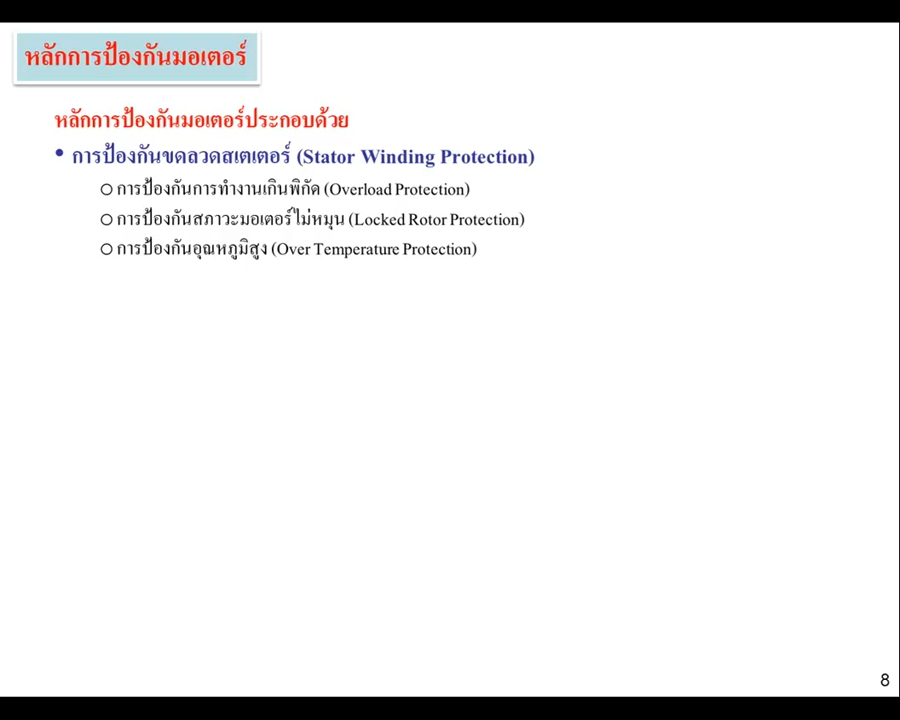 หลักการป้องกันมอเตอร์
หลักการป้องกันมอเตอร์ประกอบด้วย
• การป้องกันขดลวดสเตเตอร์ (Stator Winding Protection)
○ การป้องกันการทำงานเกินพิกัด (Overload Protection)
○ การป้องกันสภาวะมอเตอร์ไม่หมุน (Locked Rotor Protection)
○ การป้องกันอุณหภูมิสูง (Over Temperature Protection)
8